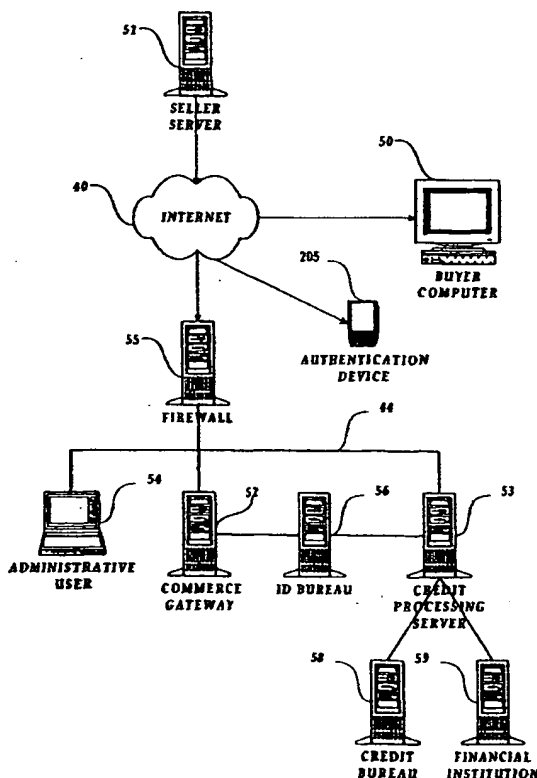 51
SELLER
SERVER
50
40
INTERNET
BUYER
COMPUTER
205
55
AUTHENTICATION
DEVICE
FIREWALL
44
54
52
56
53
ADMINISTRATIVE
USER
COMMERCE
GATEWAY
ID BUREAU
CREDIT
PROCESSING
SERVER
58
59
CREDIT
BUREAU
FINANCIAL
INSTITUTION